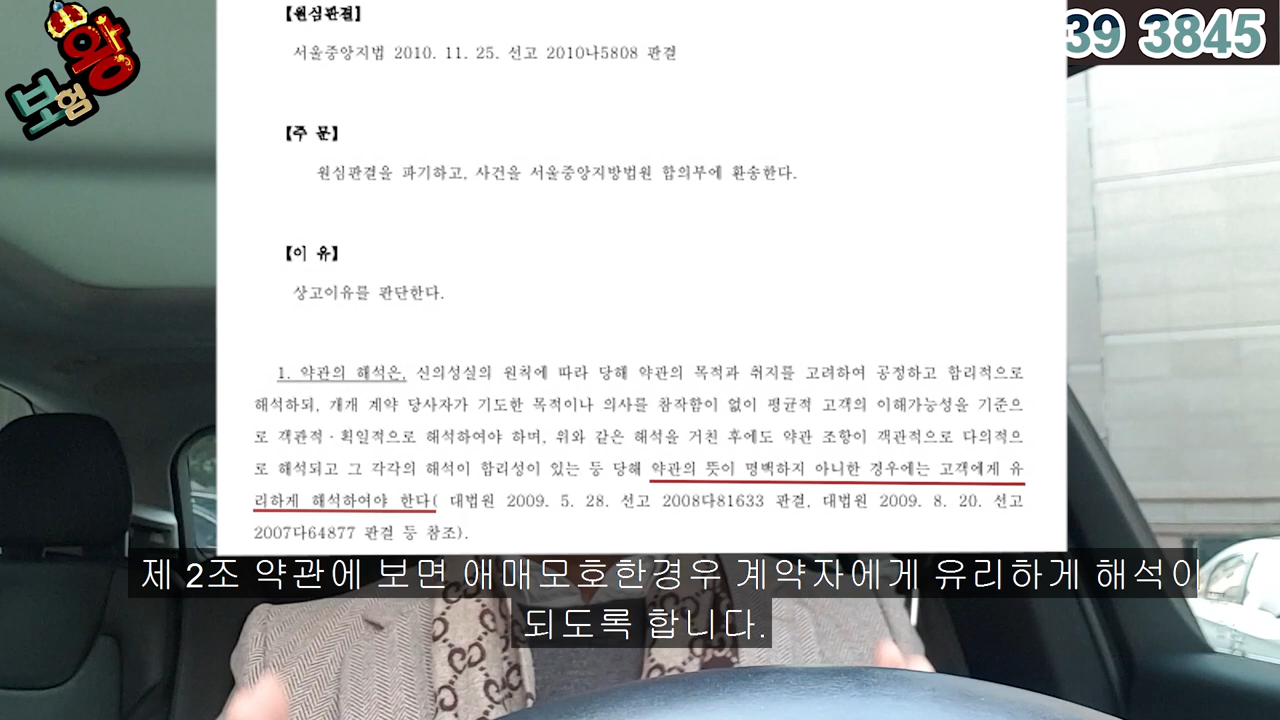 보험왕
39 3845
【원심판결】
서울중앙지법 2010. 11. 25. 선고 2010나5808 판결
【주 문】
원심판결을 파기하고, 사건을 서울중앙지방법원 합의부에 환송한다.
【이 유】
상고이유를 판단한다.
1. 약관의 해석은, 신의성실의 원칙에 따라 당해 약관의 목적과 취지를 고려하여 공정하고 합리적으로
해석하되, 개개 계약 당사자가 기도한 목적이나 의사를 참작함이 없이 평균적 고객의 이해가능성을 기준으
로 객관적·획일적으로 해석하여야 하며, 위와 같은 해석을 거친 후에도 약관 조항이 객관적으로 다의적으
로 해석되고 그 각각의 해석이 합리성이 있는 등 당해 약관의 뜻이 명백하지 아니한 경우에는 고객에게 유
리하게 해석하여야 한다( 대법원 2009. 5. 28. 선고 2008다81633 판결, 대법원 2009. 8. 20. 선고
2007다64877 판결 등 참조).
제 2조 약관에 보면 애매모호한경우 계약자에게 유리하게 해석이
되도록 합니다.